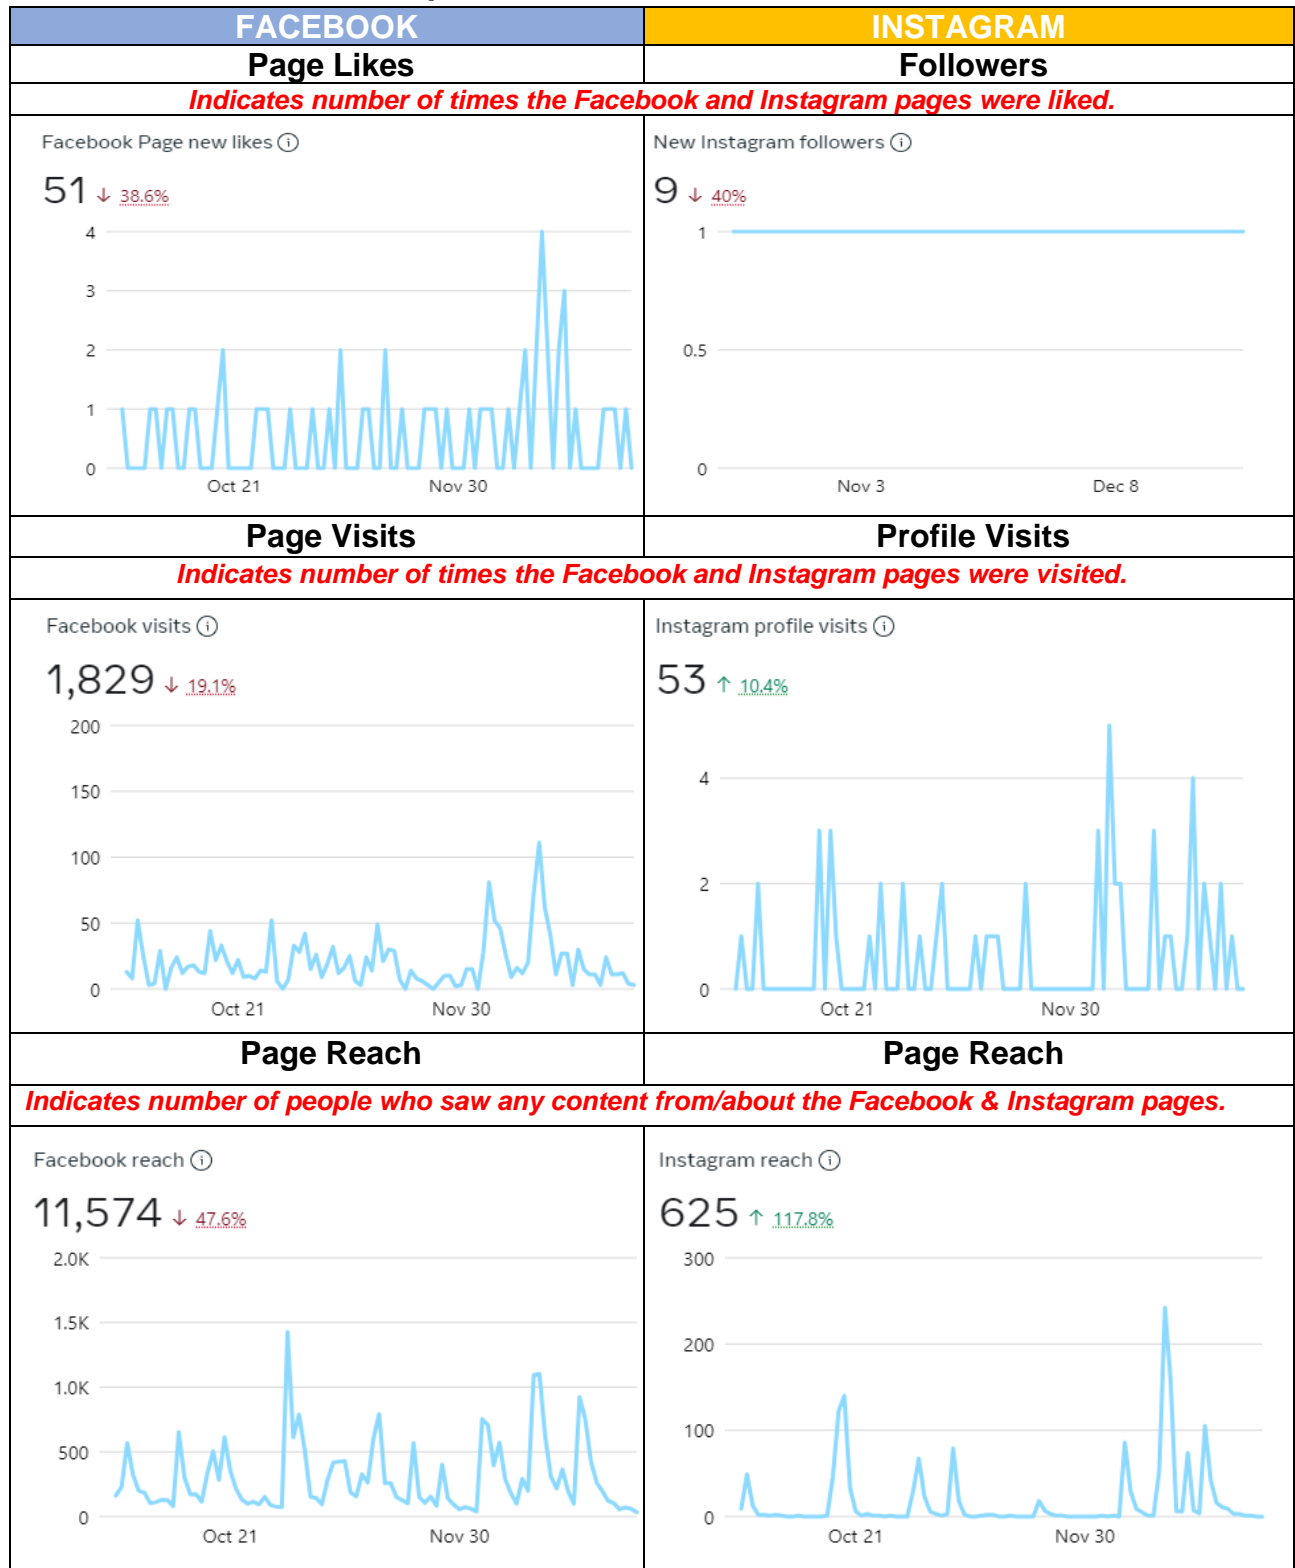 FACEBOOK
INSTAGRAM
Page Likes
Followers
Indicates number of times the Facebook and Instagram pages were liked.
Facebook Page new likes
51 ↓ 38.6%
4
3
2
1
0
Oct 21
Nov 30
New Instagram followers
9 ↓ 40%
1
0.5
0
Nov 3
Dec 8
Page Visits
Profile Visits
Indicates number of times the Facebook and Instagram pages were visited.
Facebook visits
1,829 ↓ 19.1%
200
150
100
50
0
Oct 21
Nov 30
Instagram profile visits
53 ↑ 10.4%
4
2
0
Oct 21
Nov 30
Page Reach
Page Reach
Indicates number of people who saw any content from/about the Facebook & Instagram pages.
Facebook reach
11,574 ↓ 47.6%
2.0K
1.5K
1.0K
500
0
Oct 21
Nov 30
Instagram reach
625 ↑ 117.8%
300
200
100
0
Oct 21
Nov 30